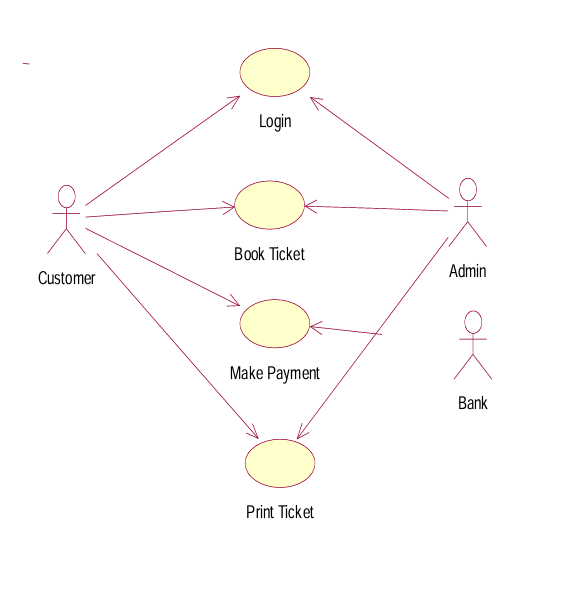 Login
Book Ticket
Customer
Admin
Make Payment
Bank
Print Ticket